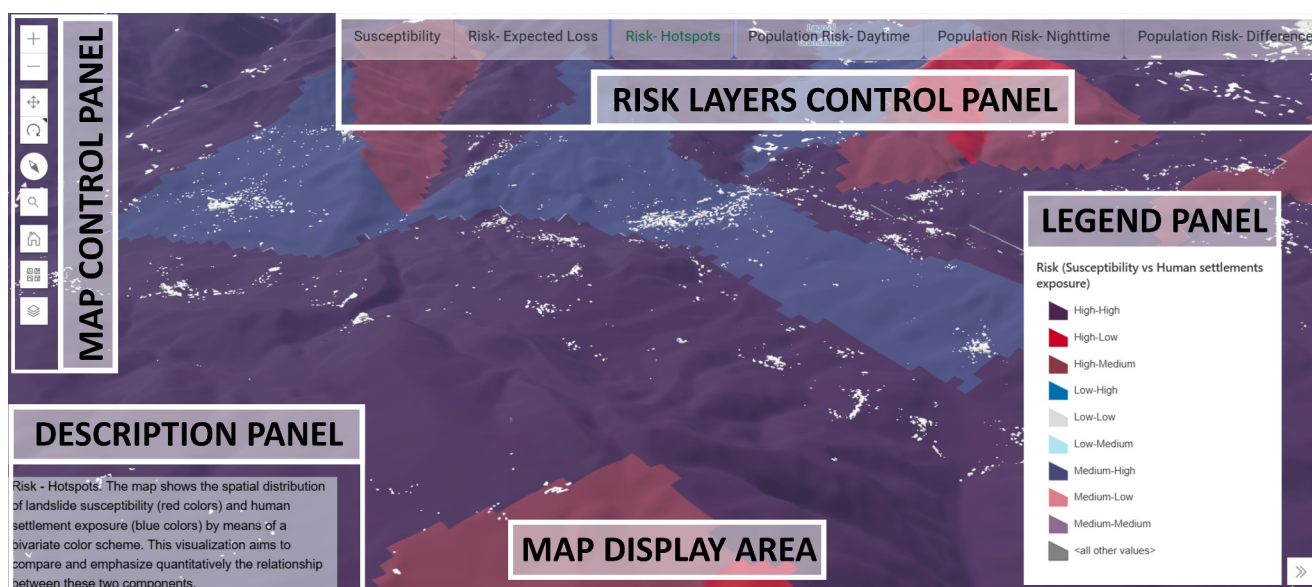 Susceptibility
Risk- Expected Loss
Risk- Hotspots
Population Risk- Daytime
Population Risk- Nighttime
Population Risk- Difference
MAP CONTROL PANEL
RISK LAYERS CONTROL PANEL
LEGEND PANEL
Risk (Susceptibility vs Human settlements
exposure)
High-High
High-Low
High-Medium
Low-High
Low-Low
Low-Medium
Medium-High
Medium-Low
Medium-Medium
<all other values>
DESCRIPTION PANEL
Risk - Hotspots. The map shows the spatial distribution
of landslide susceptibility (red colors) and human
settlement exposure (blue colors) by means of a
bivariate color scheme. This visualization aims to
compare and emphasize quantitatively the relationship
between these two components.
MAP DISPLAY AREA